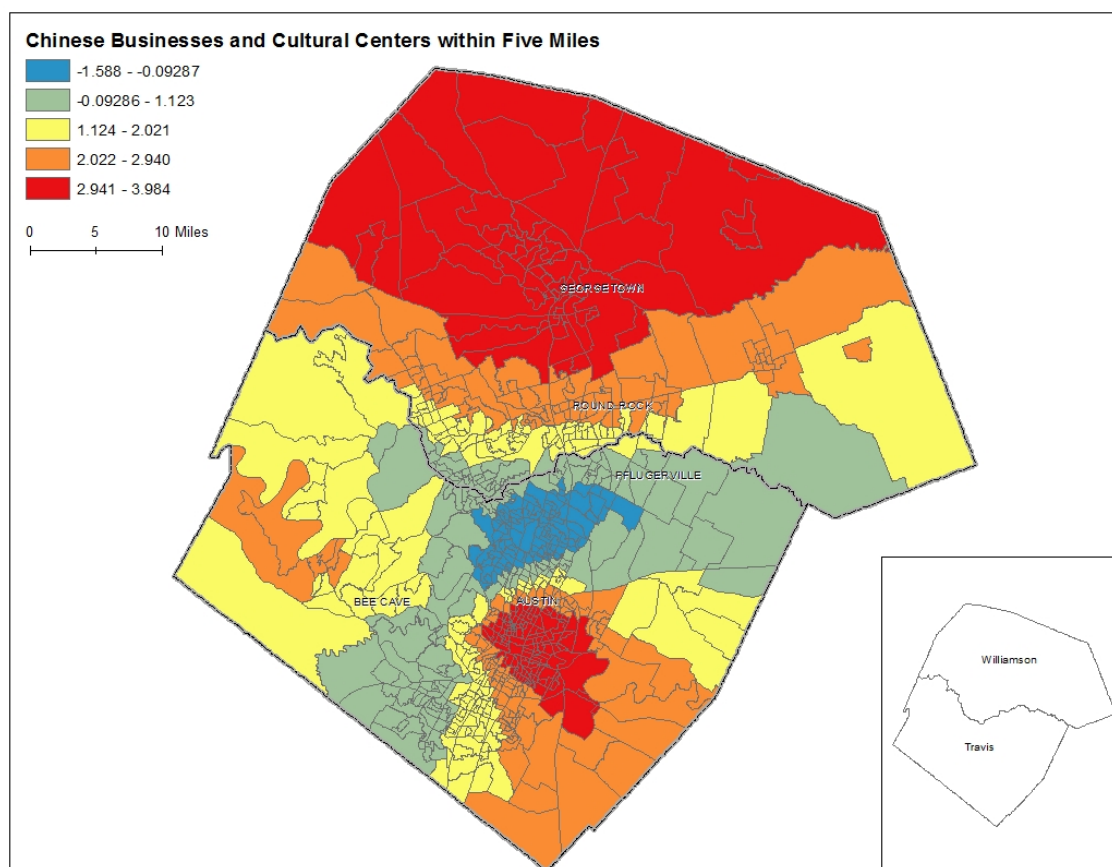 Chinese Businesses and Cultural Centers within Five Miles
-1.588 - -0.09287
-0.09286 - 1.123
1.124 - 2.021
2.022 - 2.940
2.941 - 3.984
0 5 10 Miles
GEORGETOWN
ROUND ROCK
PFLUGERVILLE
BEE CAVE
AUSTIN
Williamson
Travis